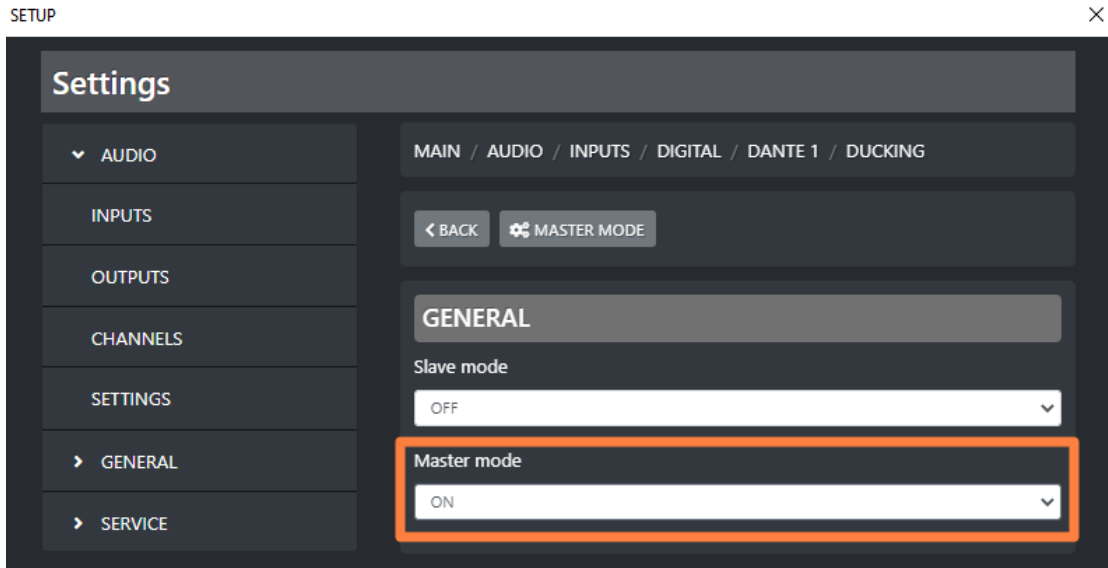 SETUP
Settings
AUDIO
INPUTS
OUTPUTS
CHANNELS
SETTINGS
GENERAL
SERVICE
MAIN / AUDIO / INPUTS / DIGITAL / DANTE 1 / DUCKING
BACK
MASTER MODE
GENERAL
Slave mode
OFF
Master mode
ON